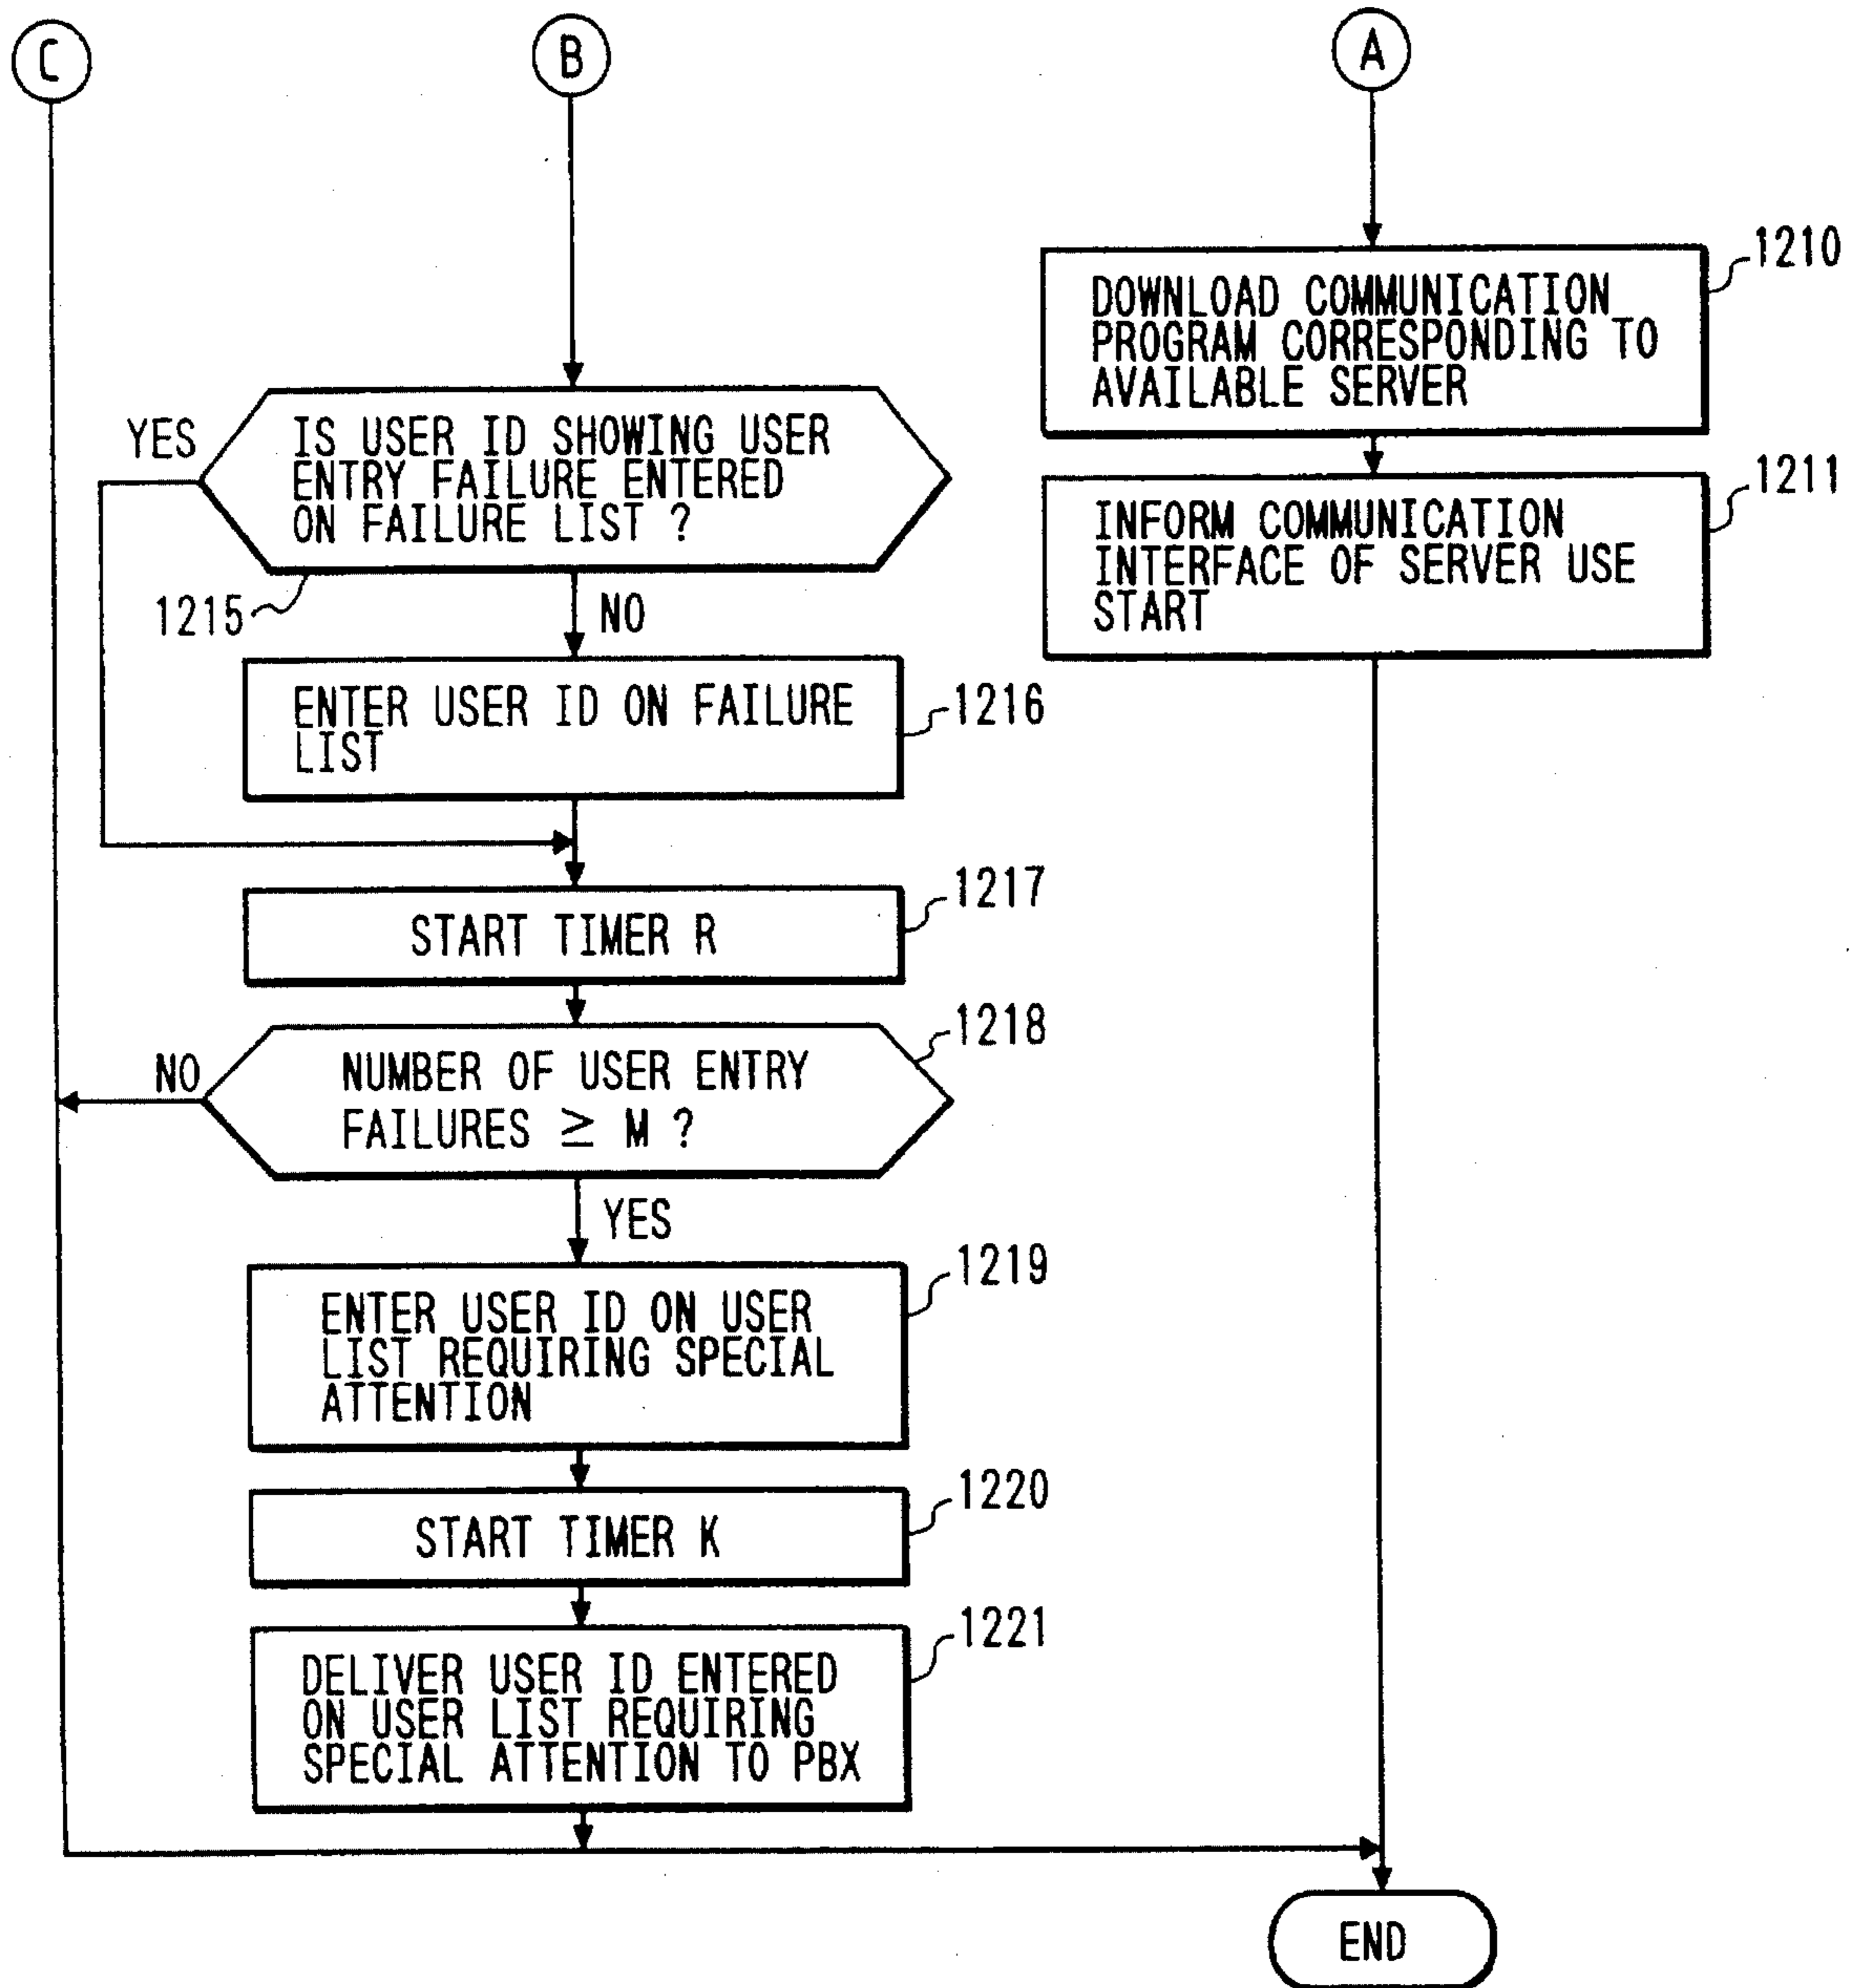 C
B
A
1210
DOWNLOAD COMMUNICATION
PROGRAM CORRESPONDING TO
AVAILABLE SERVER
YES
IS USER ID SHOWING USER
ENTRY FAILURE ENTERED
ON FAILURE LIST ?
1215
NO
1211
INFORM COMMUNICATION
INTERFACE OF SERVER USE
START
ENTER USER ID ON FAILURE
LIST
1216
START TIMER R
1217
1218
NO
NUMBER OF USER ENTRY
FAILURES ≥ M ?
YES
1219
ENTER USER ID ON USER
LIST REQUIRING SPECIAL
ATTENTION
1220
START TIMER K
1221
DELIVER USER ID ENTERED
ON USER LIST REQUIRING
SPECIAL ATTENTION TO PBX
END